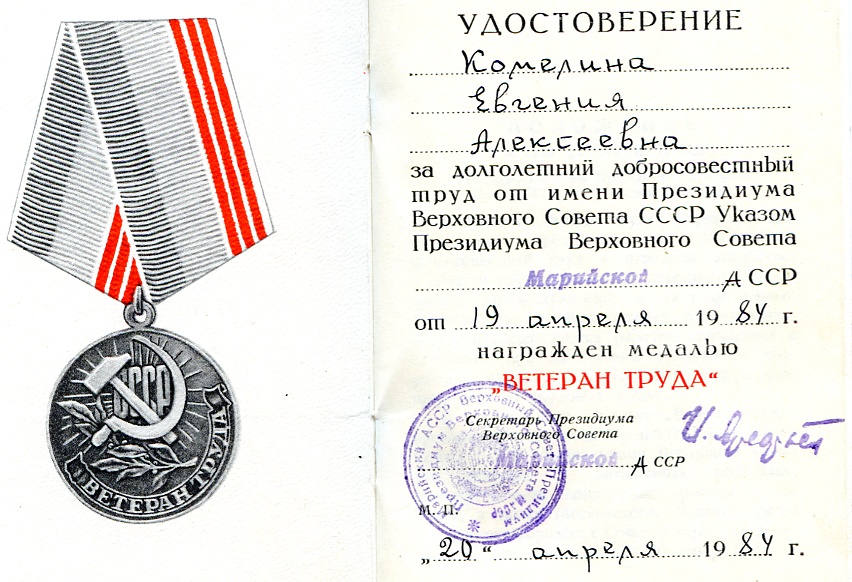 СССР
ВЕТЕРАН ТРУДА
УДОСТОВЕРЕНИЕ
Комелина
Евгения
Алексеевна
за долголетний добросовестный
труд от имени Президиума
Верховного Совета СССР Указом
Президиума Верховного Совета
Марийской А ССР
от 19 апреля 1984 г.
награжден медалью
„ВЕТЕРАН ТРУДА“
Секретарь Президиума
Верховного Совета
Марийской А ССР
М. П.
„20“ апреля 1984 г.